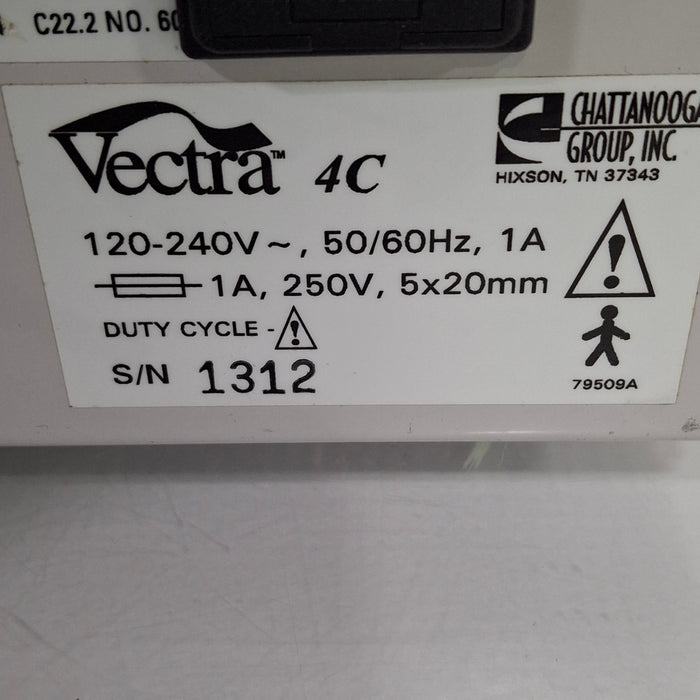 C22.2 NO. 60
Vectra™ 4C
CHATTANOOGA
GROUP, INC.
HIXSON, TN 37343
120-240V~, 50/60Hz, 1A
1A, 250V, 5x20mm
DUTY CYCLE -
S/N 1312
79509A